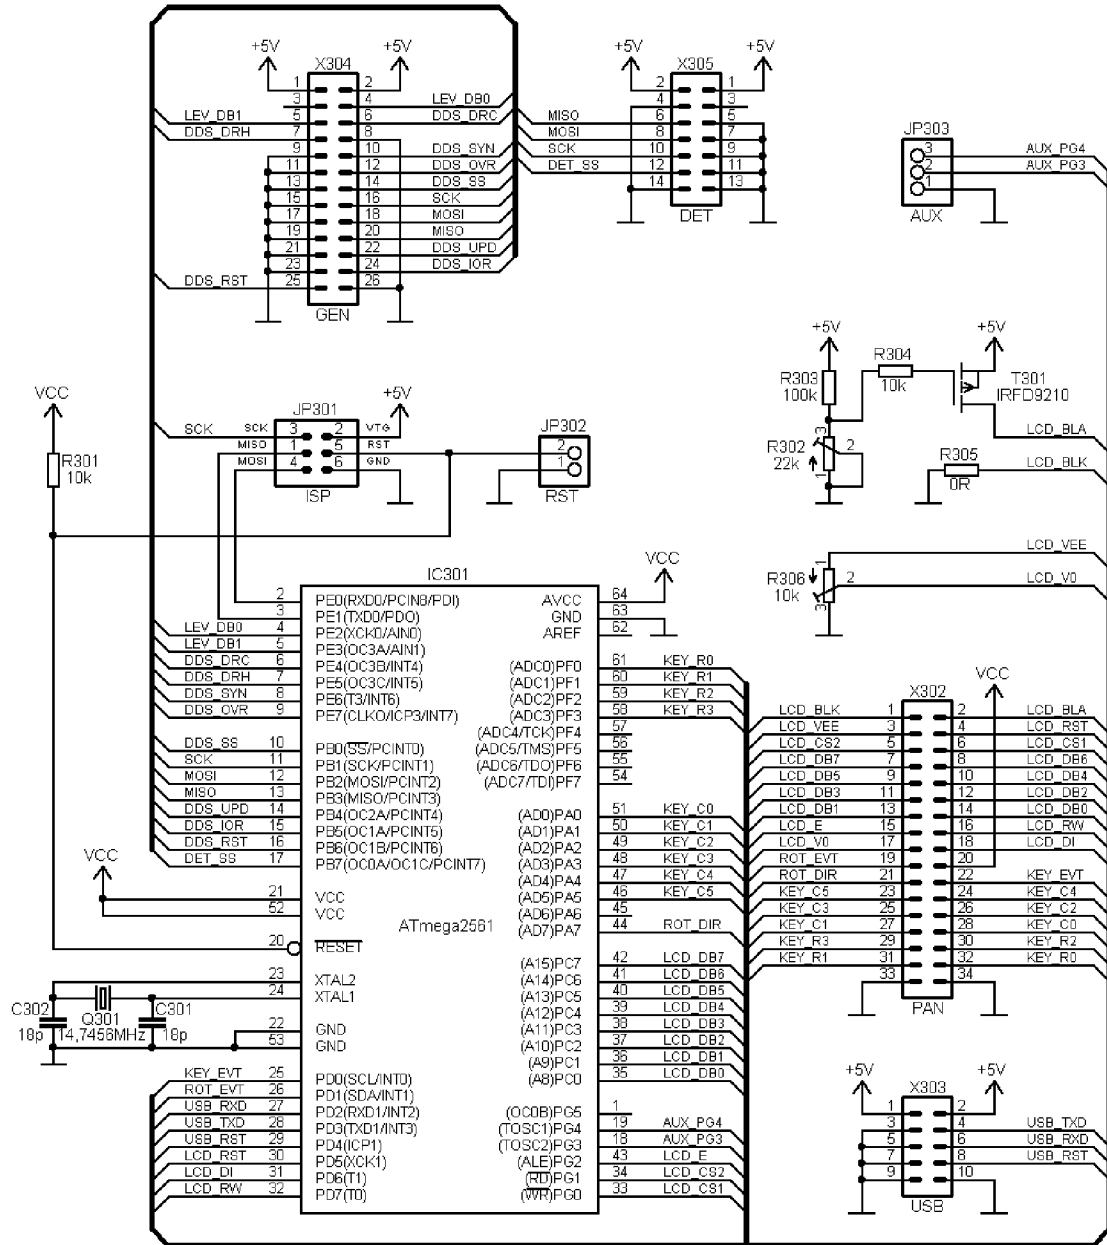 +5V +5V +5V +5V
X304 X305
1 2 2 1
3 4 LEV_DB0 4 3
LEV_DB1 5 6 DDS_DRC MISO 6 5
DDS_DRH 7 8 MOSI 8 7
9 10 DDS_SYN SCK 10 9
11 12 DDS_OVR DET_SS 12 11
13 14 DDS_SS 14 13
15 16 SCK DET
17 18 MOSI
19 20 MISO
21 22 DDS_UPD
23 24 DDS_IOR
DDS_RST 25 26
GEN
JP303
3 AUX_PG4
2 AUX_PG3
1
AUX
+5V +5V
R303 100k
R304 10k
T301 IRFD9210
R302 22k
3 2 1
LCD_BLA
R305 0R
LCD_BLK
VCC
R301 10k
+5V
JP301
SCK SCK 3 2 VTG
MISO 1 5 RST
MOSI 4 6 GND
ISP
JP302
2
1
RST
LCD_VEE
R306 10k
1 2 3
LCD_V0
IC301
VCC
2 PE0(RXD0/PCIN8/PDI) AVCC 64
3 PE1(TXD0/PDO) GND 63
LEV_DB0 4 PE2(XCK0/AIN0) AREF 62
LEV_DB1 5 PE3(OC3A/AIN1)
DDS_DRC 6 PE4(OC3B/INT4) (ADC0)PF0 61 KEY_R0
DDS_DRH 7 PE5(OC3C/INT5) (ADC1)PF1 60 KEY_R1
DDS_SYN 8 PE6(T3/INT6) (ADC2)PF2 59 KEY_R2
DDS_OVR 9 PE7(CLKO/ICP3/INT7) (ADC3)PF3 58 KEY_R3
(ADC4/TCK)PF4 57
DDS_SS 10 PB0(SS/PCINT0) (ADC5/TMS)PF5 56
SCK 11 PB1(SCK/PCINT1) (ADC6/TDO)PF6 55
MOSI 12 PB2(MOSI/PCINT2) (ADC7/TDI)PF7 54
MISO 13 PB3(MISO/PCINT3)
DDS_UPD 14 PB4(OC2A/PCINT4) (AD0)PA0 51 KEY_C0
DDS_IOR 15 PB5(OC1A/PCINT5) (AD1)PA1 50 KEY_C1
DDS_RST 16 PB6(OC1B/PCINT6) (AD2)PA2 49 KEY_C2
DET_SS 17 PB7(OC0A/OC1C/PCINT7) (AD3)PA3 48 KEY_C3
VCC
(AD4)PA4 47 KEY_C4
21 VCC (AD5)PA5 46 KEY_C5
52 VCC (AD6)PA6 45
ATmega2561 (AD7)PA7 44 ROT_DIR
20 RESET
(A15)PC7 42 LCD_DB7
23 XTAL2 (A14)PC6 41 LCD_DB6
24 XTAL1 (A13)PC5 40 LCD_DB5
(A12)PC4 39 LCD_DB4
C302 18p
Q301 14,7456MHz
C301 18p
22 GND (A11)PC3 38 LCD_DB3
53 GND (A10)PC2 37 LCD_DB2
(A9)PC1 36 LCD_DB1
KEY_EVT 25 PD0(SCL/INT0) (A8)PC0 35 LCD_DB0
ROT_EVT 26 PD1(SDA/INT1)
USB_RXD 27 PD2(RXD1/INT2) (OC0B)PG5 1
USB_TXD 28 PD3(TXD1/INT3) (TOSC1)PG4 19 AUX_PG4
USB_RST 29 PD4(ICP1) (TOSC2)PG3 18 AUX_PG3
LCD_RST 30 PD5(XCK1) (ALE)PG2 43 LCD_E
LCD_DI 31 PD6(T1) (RD)PG1 34 LCD_CS2
LCD_RW 32 PD7(T0) (WR)PG0 33 LCD_CS1
VCC
X302
LCD_BLK 1 2 LCD_BLA
LCD_VEE 3 4 LCD_RST
LCD_CS2 5 6 LCD_CS1
LCD_DB7 7 8 LCD_DB6
LCD_DB5 9 10 LCD_DB4
LCD_DB3 11 12 LCD_DB2
LCD_DB1 13 14 LCD_DB0
LCD_E 15 16 LCD_RW
LCD_V0 17 18 LCD_DI
ROT_EVT 19 20
ROT_DIR 21 22 KEY_EVT
KEY_C5 23 24 KEY_C4
KEY_C3 25 26 KEY_C2
KEY_C1 27 28 KEY_C0
KEY_R3 29 30 KEY_R2
KEY_R1 31 32 KEY_R0
33 34
PAN
+5V +5V
X303
1 2
3 4 USB_TXD
5 6 USB_RXD
7 8 USB_RST
9 10
USB